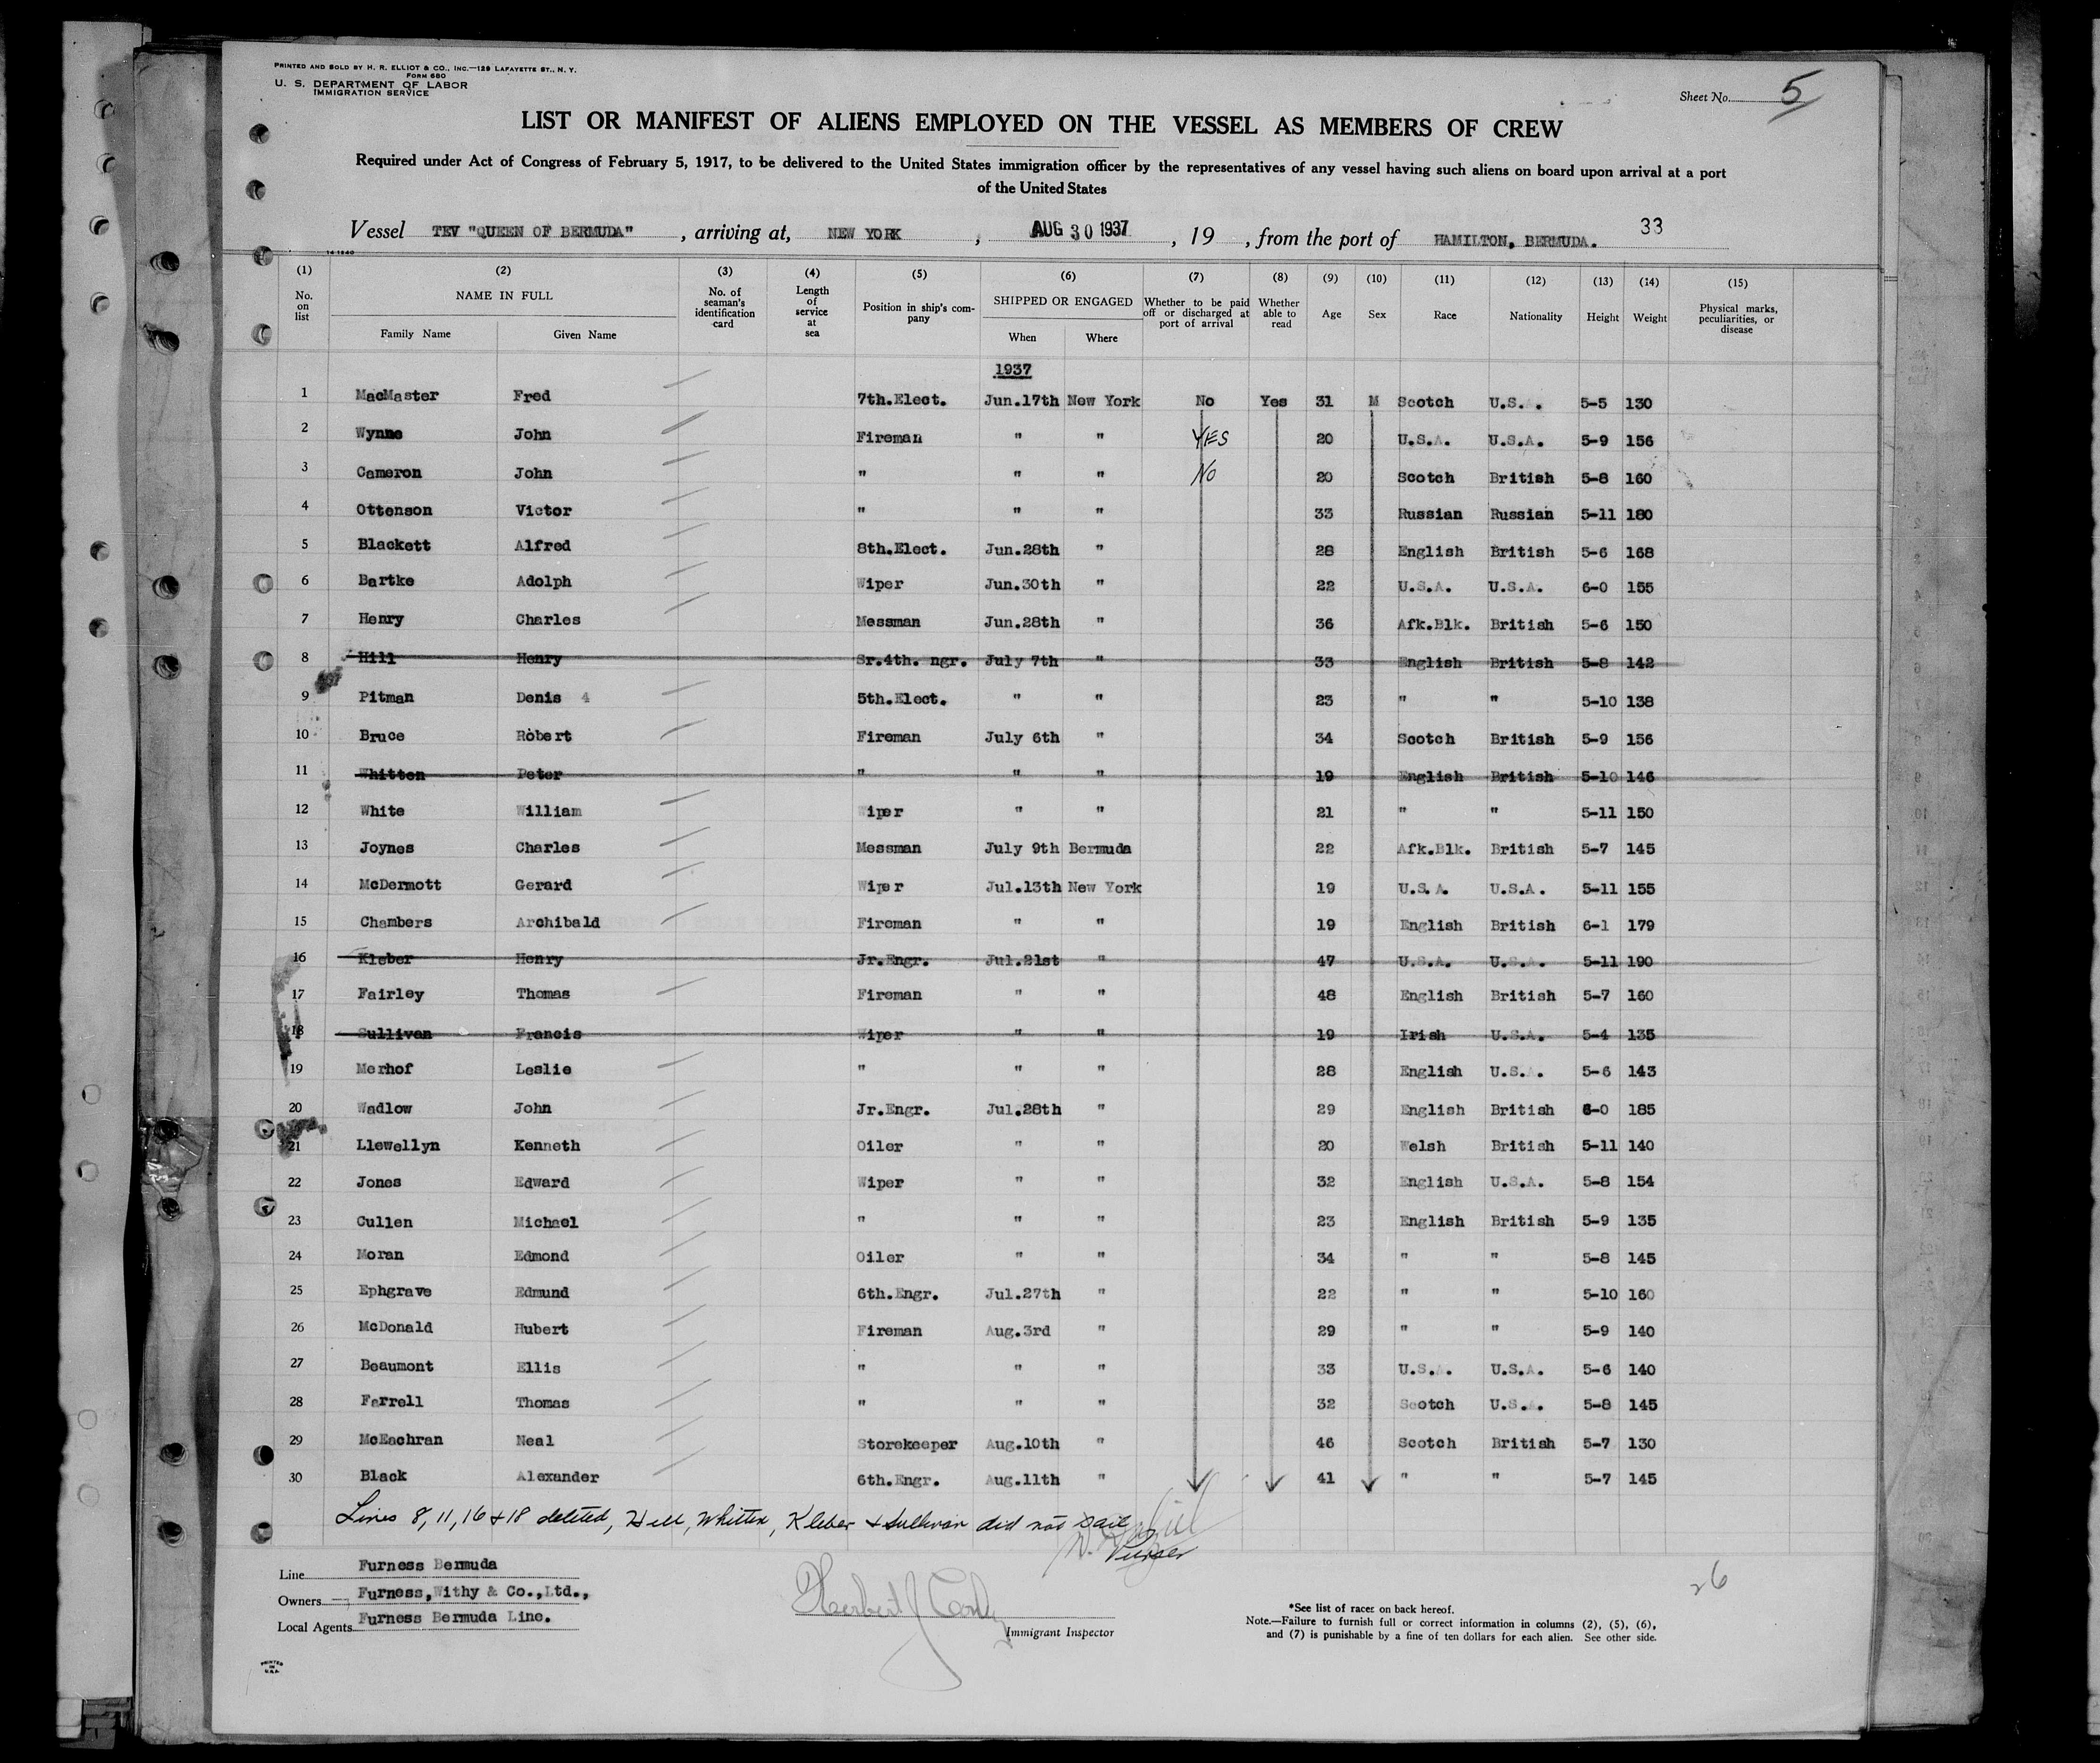 PRINTED AND SOLD BY H. R. ELLIOT & CO., INC.—129 LAFAYETTE ST., N. Y.
FORM 680
U. S. DEPARTMENT OF LABOR
IMMIGRATION SERVICE
Sheet No. 5
LIST OR MANIFEST OF ALIENS EMPLOYED ON THE VESSEL AS MEMBERS OF CREW
Required under Act of Congress of February 5, 1917, to be delivered to the United States immigration officer by the representatives of any vessel having such aliens on board upon arrival at a port
of the United States
33
Vessel TEV "QUEEN OF BERMUDA" , arriving at, NEW YORK , AUG 30 1937 , 19 , from the port of HAMILTON, BERMUDA.
(1) (2) (3) (4) (5) (6) (7) (8) (9) (10) (11) (12) (13) (14) (15)
No. on list NAME IN FULL Family Name Given Name No. of seaman's identification card Length of service at sea Position in ship's company SHIPPED OR ENGAGED When Where Whether to be paid off or discharged at port of arrival Whether able to read Age Sex Race Nationality Height Weight Physical marks, peculiarities, or disease
1937
1 MacMaster Fred 7th.Elect. Jun.17th New York No Yes 31 M Scotch U.S. . 5-5 130
2 Wynne John Fireman " " YES 20 U.S.A. U.S.A. 5-9 156
3 Cameron John " " " No 20 Scotch British 5-8 160
4 Ottenson Victor " " " 33 Russian Russian 5-11 180
5 Blackett Alfred 8th.Elect. Jun.28th " 28 English British 5-6 168
6 Bartke Adolph Wiper Jun.30th " 22 U.S.A. U.S.A. 6-0 155
7 Henry Charles Messman Jun.28th " 36 Afk.Blk. British 5-6 150
8 Hill Henry Sr.4th. ngr. July 7th " 33 English British 5-8 142
9 Pitman Denis 4 5th.Elect. " " 23 " " 5-10 138
10 Bruce Robert Fireman July 6th " 34 Scotch British 5-9 156
11 Whitten Peter " " " 19 English British 5-10 146
12 White William Wiper " " 21 " " 5-11 150
13 Joynes Charles Messman July 9th Bermuda 22 Afk.Blk. British 5-7 145
14 McDermott Gerard Wiper Jul.13th New York 19 U.S.A. U.S.A. 5-11 155
15 Chambers Archibald Fireman " " 19 English British 6-1 179
16 Kleber Henry Jr.Engr. Jul.21st " 47 U.S.A. U.S.A. 5-11 190
17 Fairley Thomas Fireman " " 48 English British 5-7 160
18 Sullivan Francis Wiper " " 19 Irish U.S.A. 5-4 135
19 Merhof Leslie " " " 28 English U.S. . 5-6 143
20 Wadlow John Jr.Engr. Jul.28th " 29 English British 6-0 185
21 Llewellyn Kenneth Oiler " " 20 Welsh British 5-11 140
22 Jones Edward Wiper " " 32 English U.S.A. 5-8 154
23 Cullen Michael " " " 23 English British 5-9 135
24 Moran Edmond Oiler " " 34 " " 5-8 145
25 Ephgrave Edmund 6th.Engr. Jul.27th " 22 " " 5-10 160
26 McDonald Hubert Fireman Aug.3rd " 29 " " 5-9 140
27 Beaumont Ellis " " " 33 U.S.A. U.S.A. 5-6 140
28 Farrell Thomas " " " 32 Scotch U.S. . 5-8 145
29 McEachran Neal Storekeeper Aug.10th " 46 Scotch British 5-7 130
30 Black Alexander 6th.Engr. Aug.11th " 41 " " 5-7 145
Lines 8, 11, 16 & 18 deleted, Hill, Whitten, Kleber & Sullivan did not sail
Purser
Line Furness Bermuda
Owners Furness, Withy & Co., Ltd.,
Local Agents Furness Bermuda Line.
Immigrant Inspector
26
*See list of races on back hereof.
Note.—Failure to furnish full or correct information in columns (2), (5), (6),
and (7) is punishable by a fine of ten dollars for each alien. See other side.
PRINTED IN U.S.A.